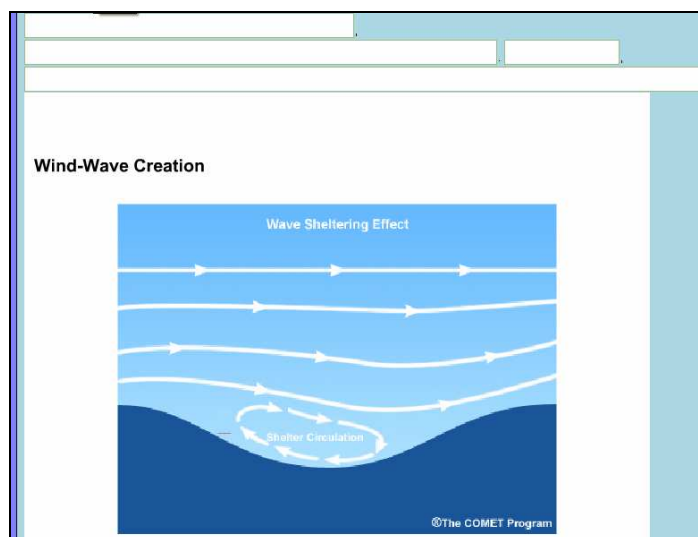 ,
. ,
Wind-Wave Creation
Wave Sheltering Effect
Shelter Circulation
®The COMET Program